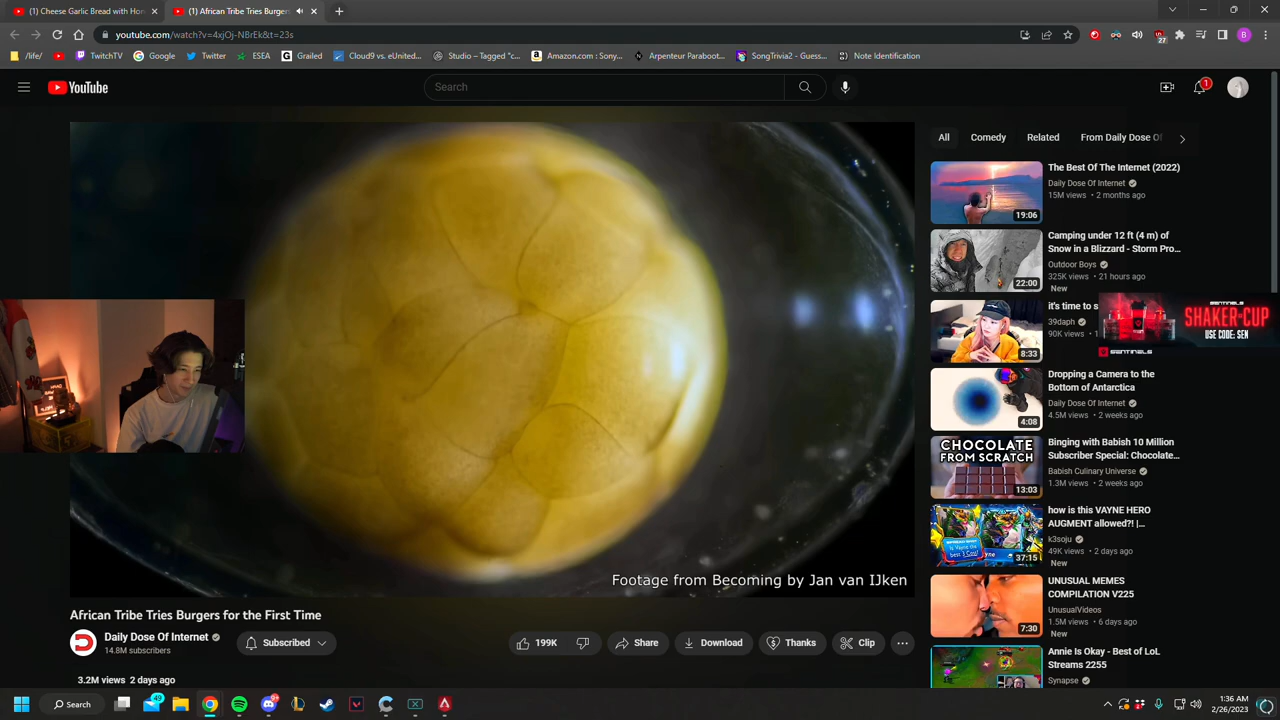 (1) Cheese Garlic Bread with Hon
(1) African Tribe Tries Burgers
youtube.com/watch?v=4xjOj-NBrEk&t=23s
27
B
/life/
TwitchTV
Google
Twitter
ESEA
Grailed
Cloud9 vs. eUnited...
Studio – Tagged "c...
Amazon.com : Sony...
Arpenteur Paraboot...
SongTrivia2 - Guess...
Note Identification
YouTube
Search
1
All
Comedy
Related
From Daily Dose Of
Footage from Becoming by Jan van IJken
The Best Of The Internet (2022)
Daily Dose Of Internet
15M views • 2 months ago
19:06
Camping under 12 ft (4 m) of
Snow in a Blizzard - Storm Pro...
Outdoor Boys
325K views • 21 hours ago
New
22:00
it's time to s
39daph
90K views • 1
8:33
SENTINELS
SHAKER CUP
USE CODE: SEN
SENTINELS
Dropping a Camera to the
Bottom of Antarctica
Daily Dose Of Internet
4.5M views • 2 weeks ago
4:08
CHOCOLATE
FROM SCRATCH
13:03
Binging with Babish 10 Million
Subscriber Special: Chocolate...
Babish Culinary Universe
1.3M views • 2 weeks ago
how is this VAYNE HERO
AUGMENT allowed?! |...
k3soju
49K views • 2 days ago
New
37:15
UNUSUAL MEMES
COMPILATION V225
UnusualVideos
1.5M views • 6 days ago
New
7:30
Annie Is Okay - Best of LoL
Streams 2255
Synapse
African Tribe Tries Burgers for the First Time
Daily Dose Of Internet
14.8M subscribers
Subscribed
199K
Share
Download
Thanks
Clip
3.2M views 2 days ago
Search
49
1:36 AM
2/26/2023